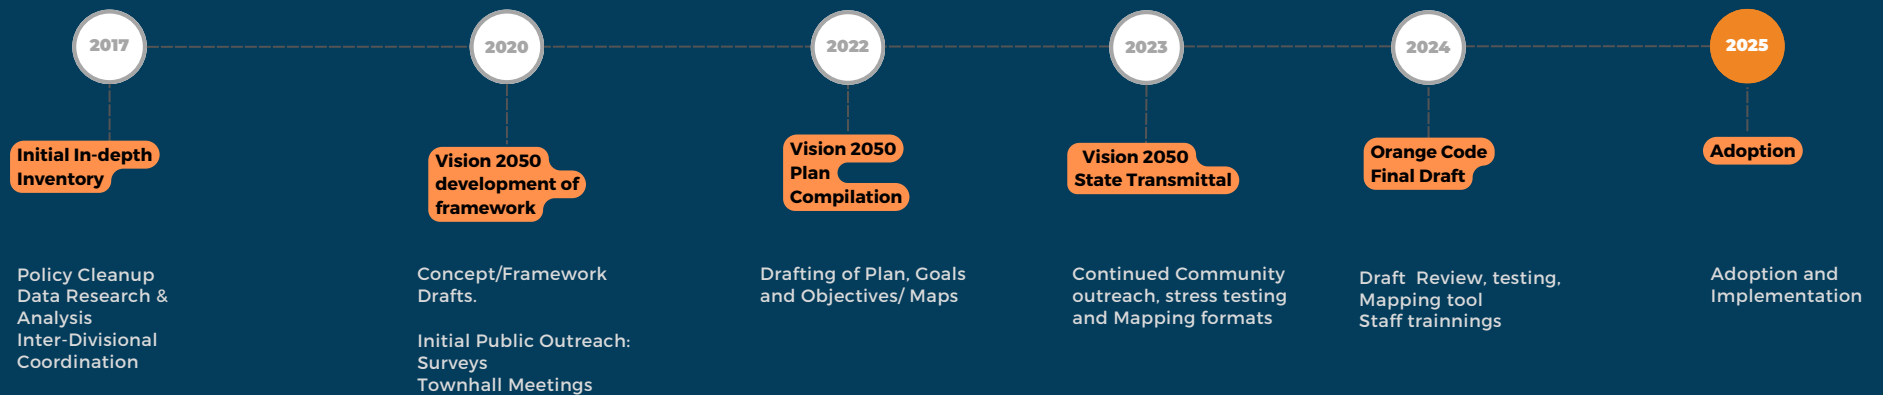 2017
2020
2022
2023
2024
2025
Initial In-depth
Inventory
Vision 2050
development of
framework
Vision 2050
Plan
Compilation
Vision 2050
State Transmittal
Orange Code
Final Draft
Adoption
Policy Cleanup
Data Research &
Analysis
Inter-Divisional
Coordination
Concept/Framework
Drafts.
Initial Public Outreach:
Surveys
Townhall Meetings
Drafting of Plan, Goals
and Objectives/ Maps
Continued Community
outreach, stress testing
and Mapping formats
Draft  Review, testing,
Mapping tool
Staff trainnings
Adoption and
Implementation